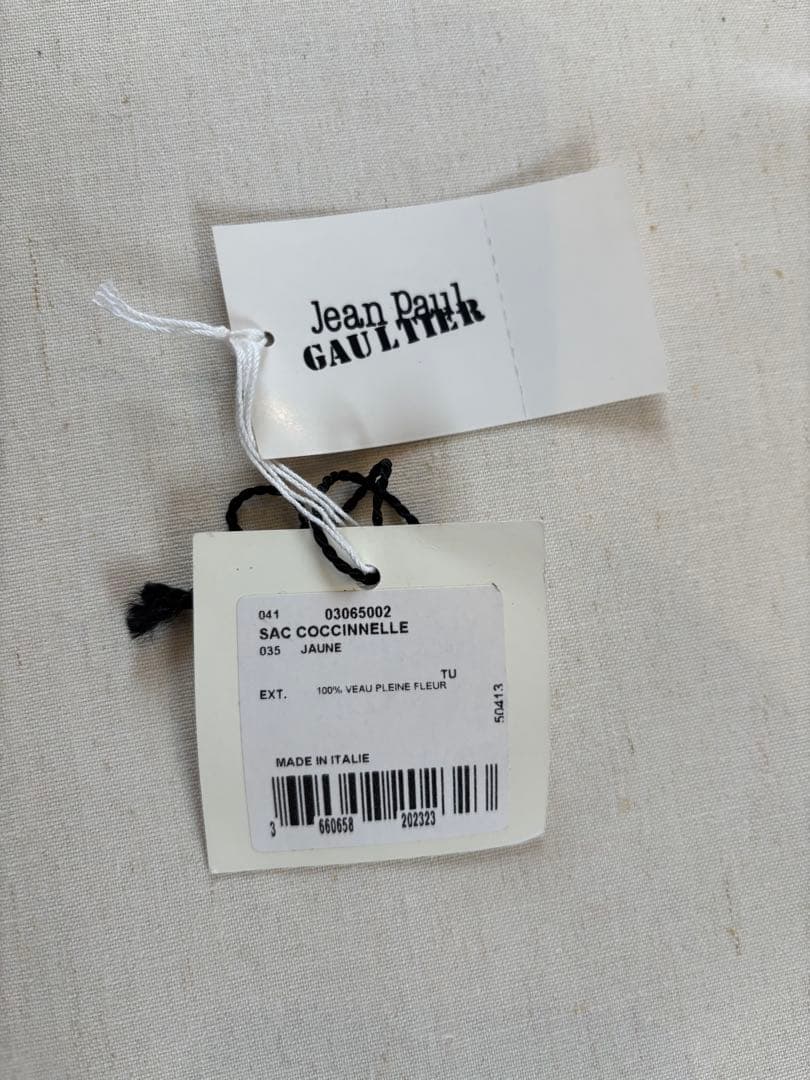 Jean Paul
GAULTIER
041 03065002
SAC COCCINNELLE
035 JAUNE
TU
EXT. 100% VEAU PLEINE FLEUR
50413
MADE IN ITALIE
3 660658 202323